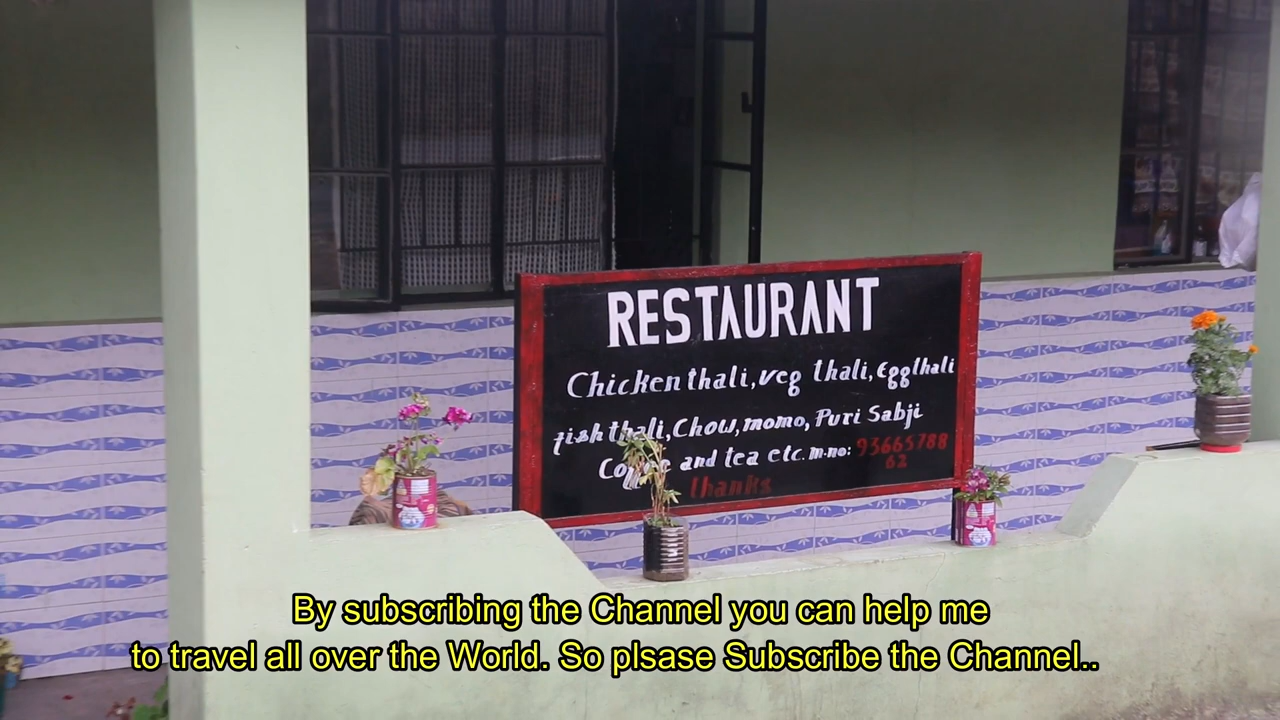 RESTAURANT
Chicken thali, veg thali, Egg thali
fish thali, Chow, momo, Puri Sabji
Coffee and tea etc. m.no: 93665788
62
thanks
By subscribing the Channel you can help me
to travel all over the World. So plsase Subscribe the Channel..